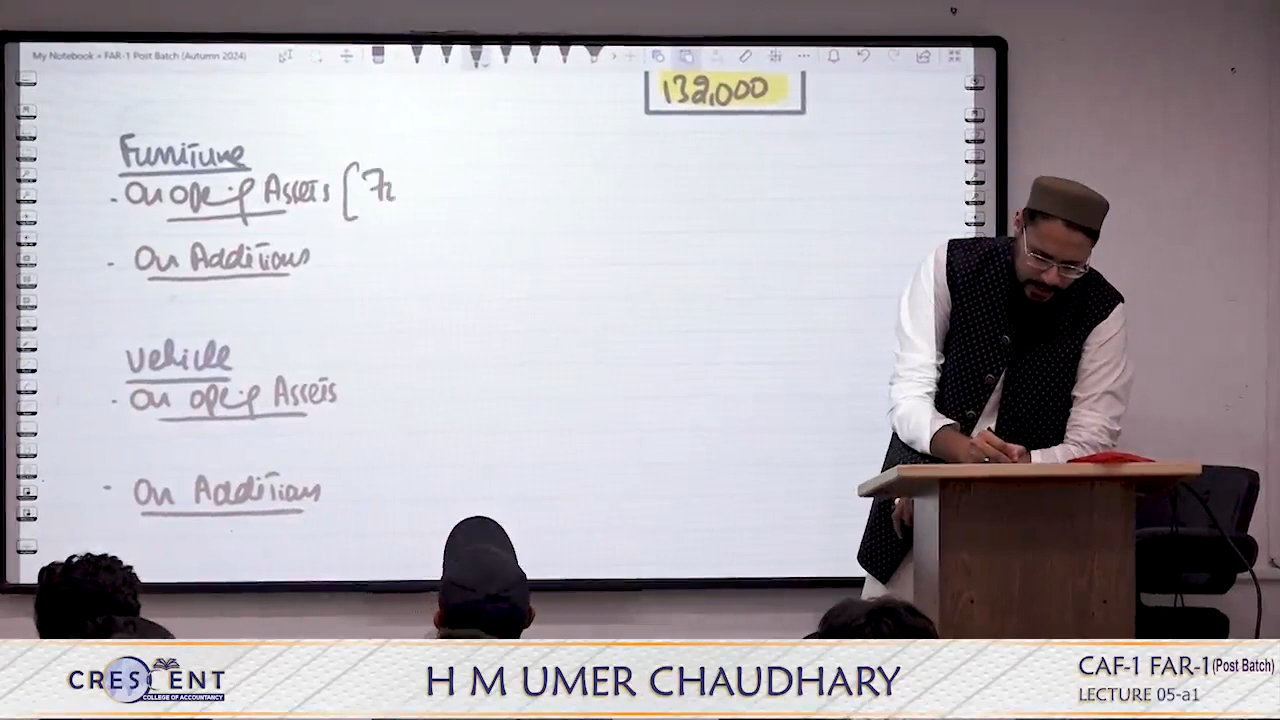 My Notebook » FAR-1 Post Batch (Autumn 2024)
132,000
Furniture
- On opening Assets [ 72
- On Additions
Vehicle
- On opening Assets
- On Additions
CRESCENT
COLLEGE OF ACCOUNTANCY
H M UMER CHAUDHARY
CAF-1 FAR-1(Post Batch)
LECTURE 05-a1